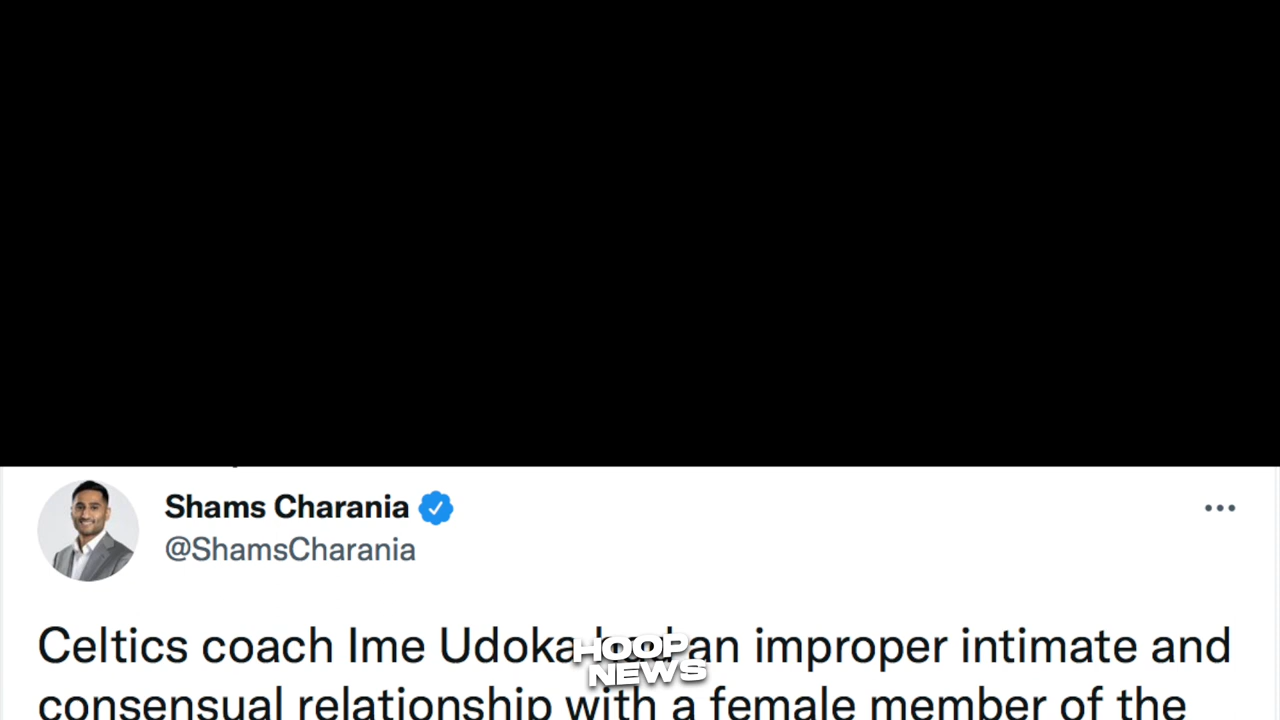 Shams Charania
@ShamsCharania
Celtics coach Ime Udoka an improper intimate and
consensual relationship with a female member of the
HOOP
NEWS